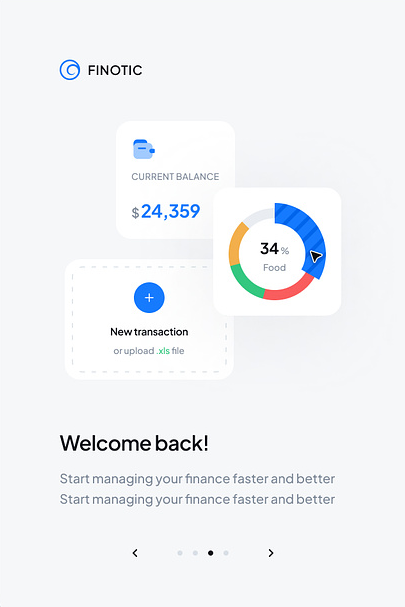 FINOTIC
CURRENT BALANCE
$24,359
34%
Food
New transaction
or upload .xls file
Welcome back!
Start managing your finance faster and better
Start managing your finance faster and better